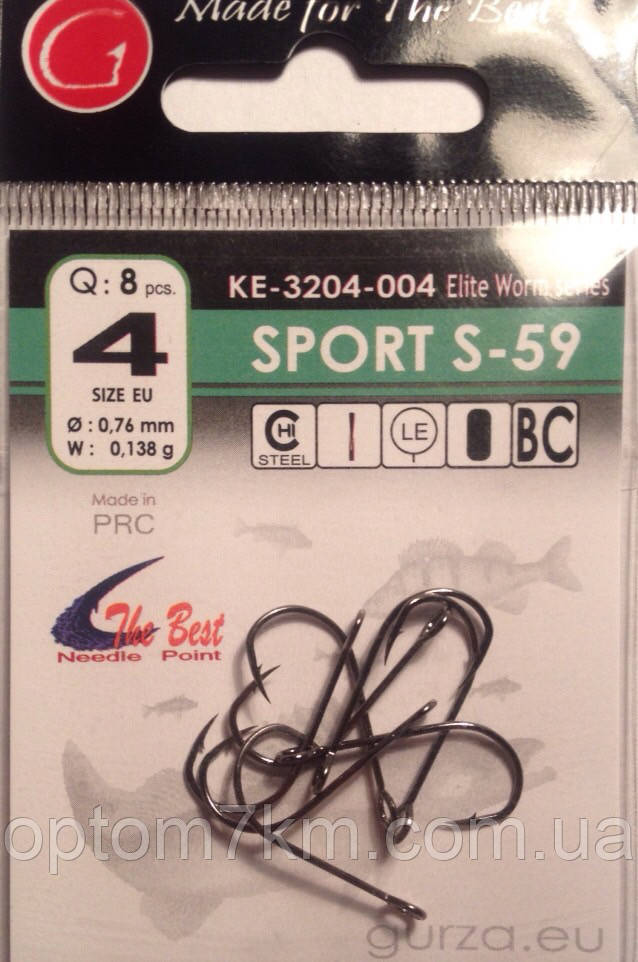 Made for The Best
Q: 8 pcs.
4
SIZE EU
Ø : 0,76 mm
W : 0,138 g
KE-3204-004 Elite Worm series
SPORT S-59
C CHI STEEL
LE
BC
Made in
PRC
The Best
Needle Point
optom7km.com.ua
gurza.eu